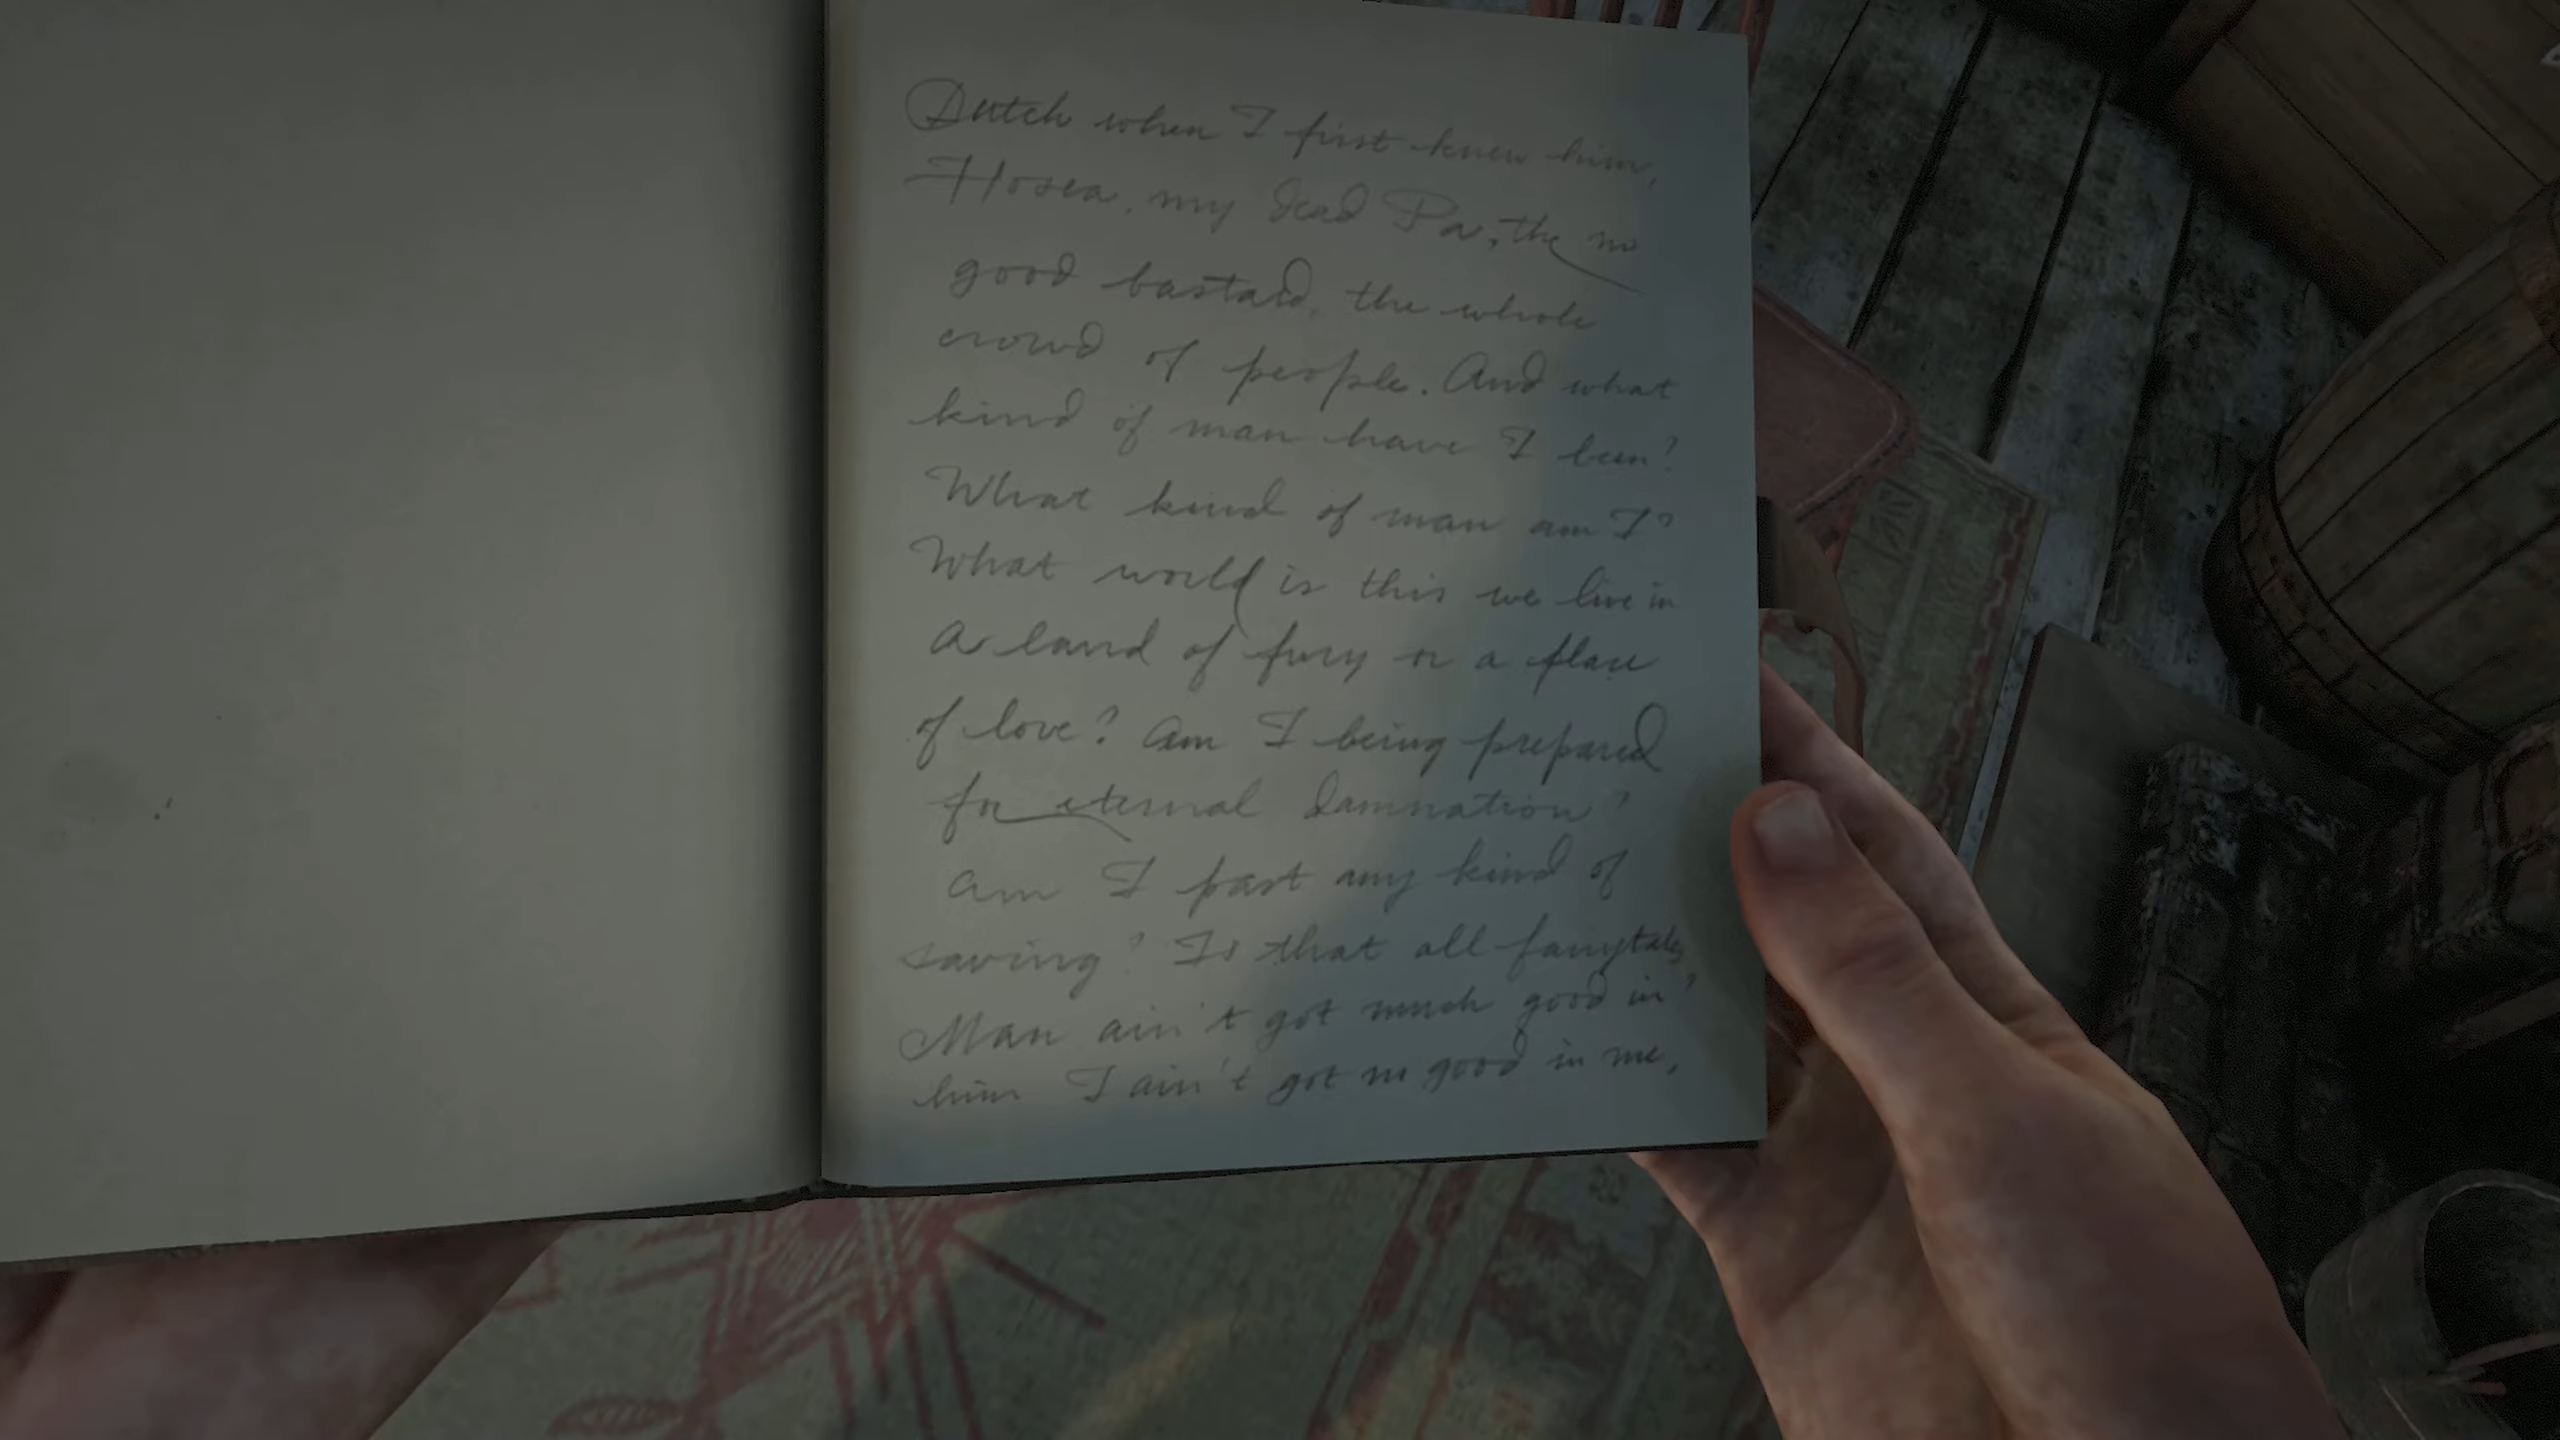 Dutch when I first knew him,
Hosea, my dead Pa, the no
good bastard, the whole
crowd of people. And what
kind of man have I been?
What kind of man am I?
What world is this we live in
A land of fury or a place
of love? Am I being prepared
for eternal damnation?
Am I past any kind of
saving? Is that all fairytales
Man ain't got much good in?
him I ain't got no good in me,